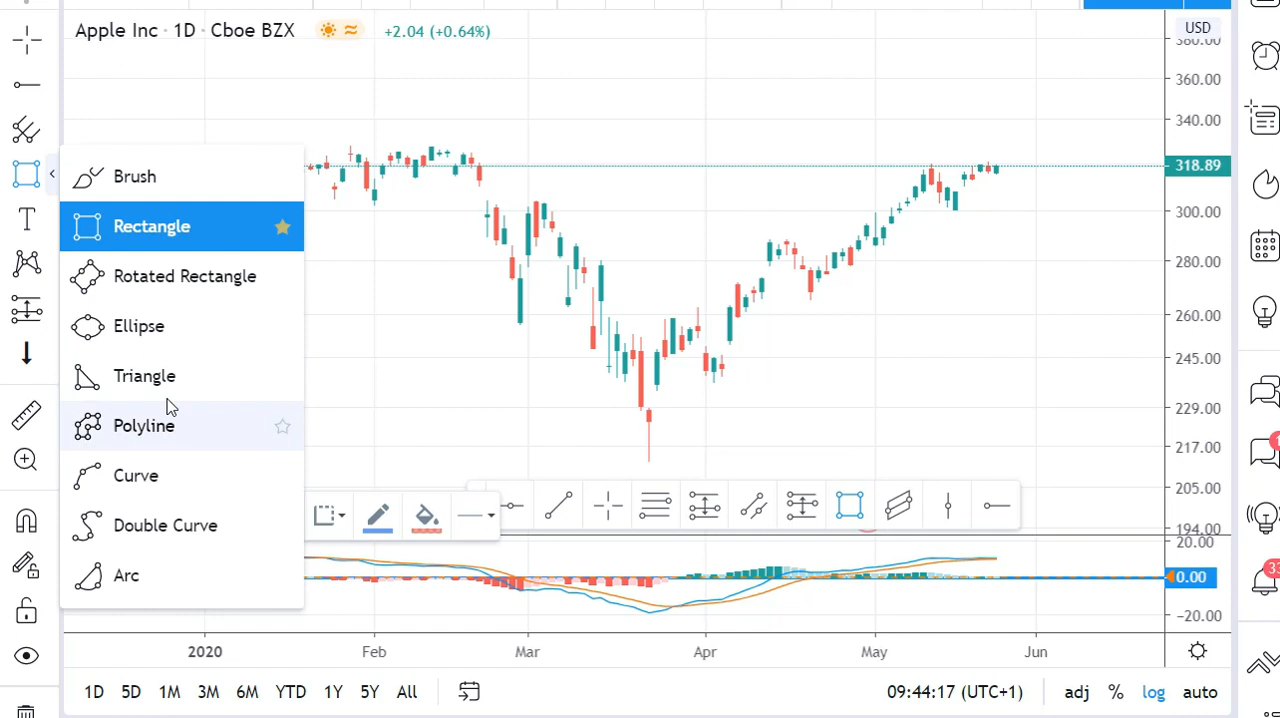 Apple Inc · 1D · Cboe BZX
+2.04 (+0.64%)
USD
380.00
360.00
340.00
318.89
300.00
280.00
260.00
245.00
229.00
217.00
205.00
194.00
Brush
Rectangle
Rotated Rectangle
Ellipse
Triangle
Polyline
Curve
Double Curve
Arc
T
20.00
0.00
−20.00
2020 Feb Mar Apr May Jun
1D 5D 1M 3M 6M YTD 1Y 5Y All
09:44:17 (UTC+1) adj % log auto
33